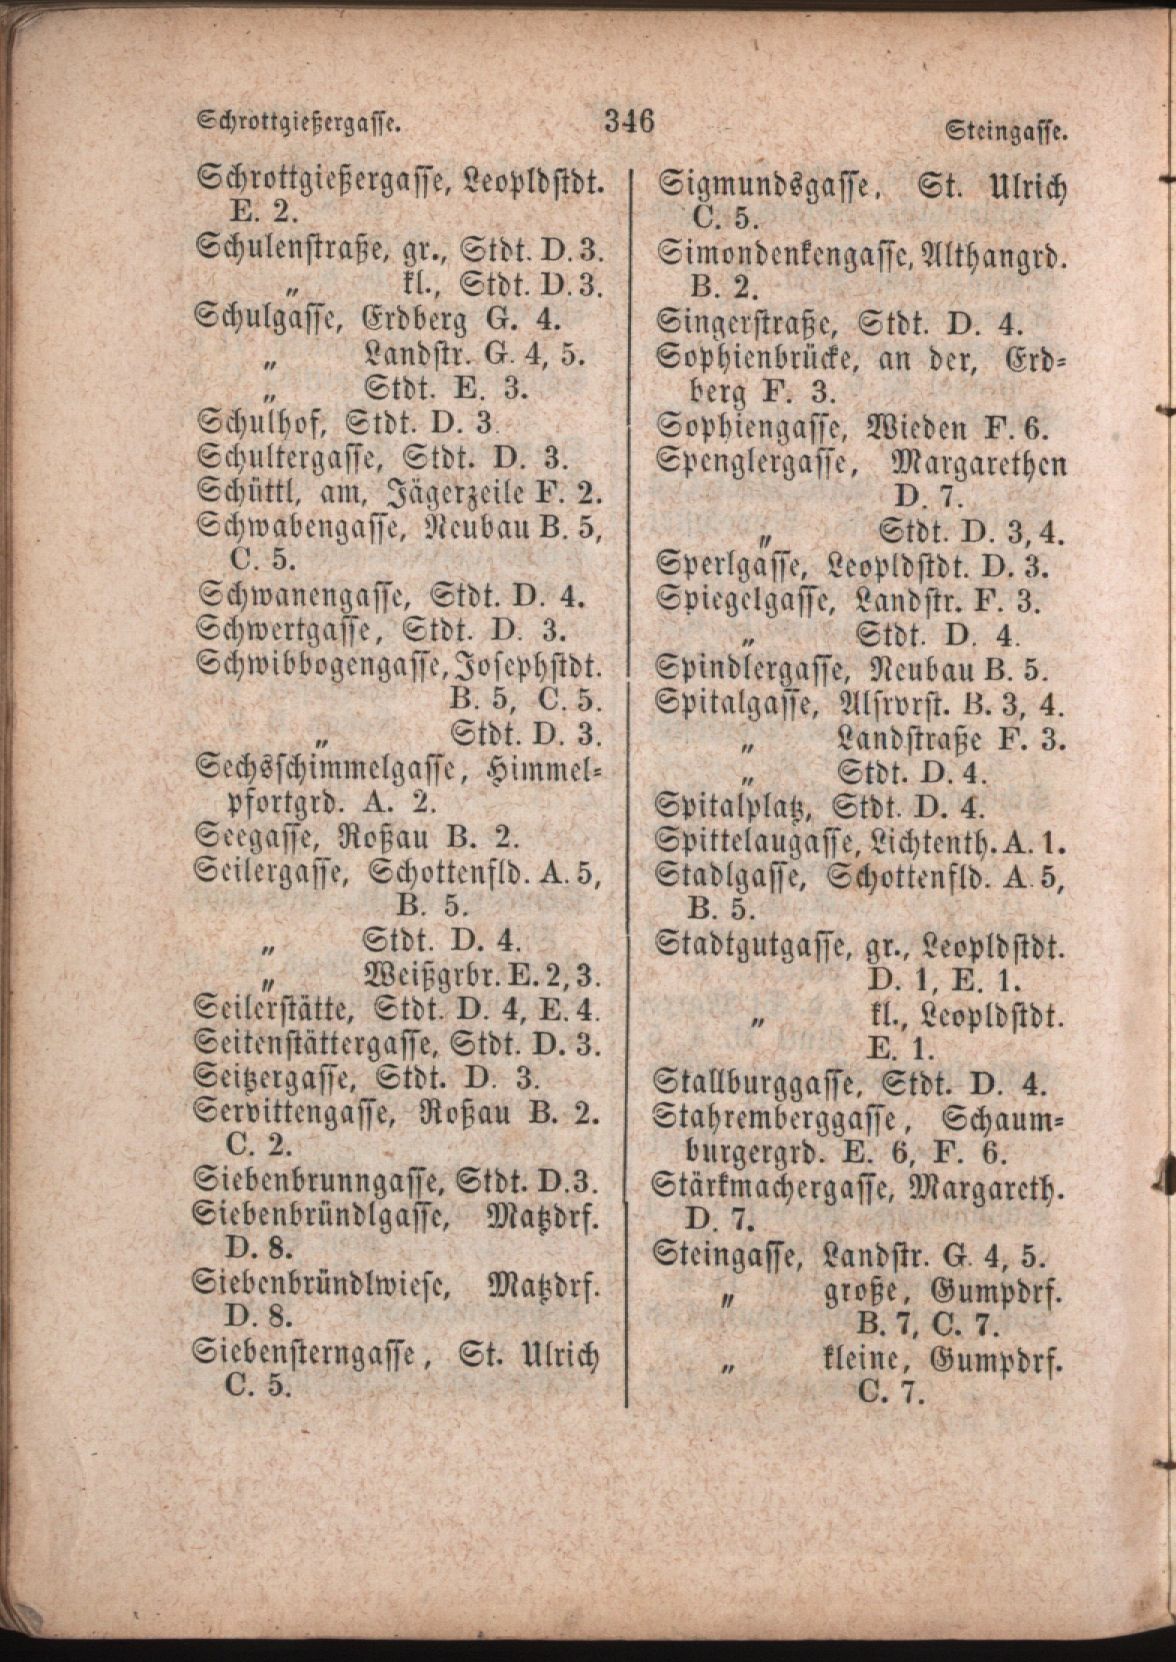 Schrottgießergasse.
346
Steingasse.
Schrottgießergasse, Leopldstdt.
E. 2.
Schulenstraße, gr., Stdt. D. 3.
„ kl., Stdt. D. 3.
Schulgasse, Erdberg G. 4.
„ Landstr. G. 4, 5.
„ Stdt. E. 3.
Schulhof, Stdt. D. 3.
Schultergasse, Stdt. D. 3.
Schüttl, am, Jägerzeile F. 2.
Schwabengasse, Neubau B. 5,
C. 5.
Schwanengasse, Stdt. D. 4.
Schwertgasse, Stdt. D. 3.
Schwibbogengasse, Josephstdt.
B. 5, C. 5.
„ Stdt. D. 3.
Sechsschimmelgasse, Himmel-
pfortgrd. A. 2.
Seegasse, Roßau B. 2.
Seilergasse, Schottenfld. A. 5,
B. 5.
„ Stdt. D. 4.
„ Weißgrbr. E. 2, 3.
Seilerstätte, Stdt. D. 4, E. 4.
Seitenstättergasse, Stdt. D. 3.
Seitzergasse, Stdt. D. 3.
Servittengasse, Roßau B. 2.
C. 2.
Siebenbrunngasse, Stdt. D. 3.
Siebenbründlgasse, Matzdrf.
D. 8.
Siebenbründlwiese, Matzdrf.
D. 8.
Siebensterngasse, St. Ulrich
C. 5.
Sigmundsgasse, St. Ulrich
C. 5.
Simondenkengasse, Althangrd.
B. 2.
Singerstraße, Stdt. D. 4.
Sophienbrücke, an der, Erd-
berg F. 3.
Sophiengasse, Wieden F. 6.
Spenglergasse, Margarethen
D. 7.
„ Stdt. D. 3, 4.
Sperlgasse, Leopldstdt. D. 3.
Spiegelgasse, Landstr. F. 3.
„ Stdt. D. 4.
Spindlergasse, Neubau B. 5.
Spitalgasse, Alsrvrst. B. 3, 4.
„ Landstraße F. 3.
„ Stdt. D. 4.
Spitalplatz, Stdt. D. 4.
Spittelaugasse, Lichtenth. A. 1.
Stadlgasse, Schottenfld. A. 5,
B. 5.
Stadtgutgasse, gr., Leopldstdt.
D. 1, E. 1.
„ kl., Leopldstdt.
E. 1.
Stallburggasse, Stdt. D. 4.
Stahremberggasse, Schaum-
burgergrd. E. 6, F. 6.
Stärkmachergasse, Margareth.
D. 7.
Steingasse, Landstr. G. 4, 5.
„ große, Gumpdrf.
B. 7, C. 7.
„ kleine, Gumpdrf.
C. 7.